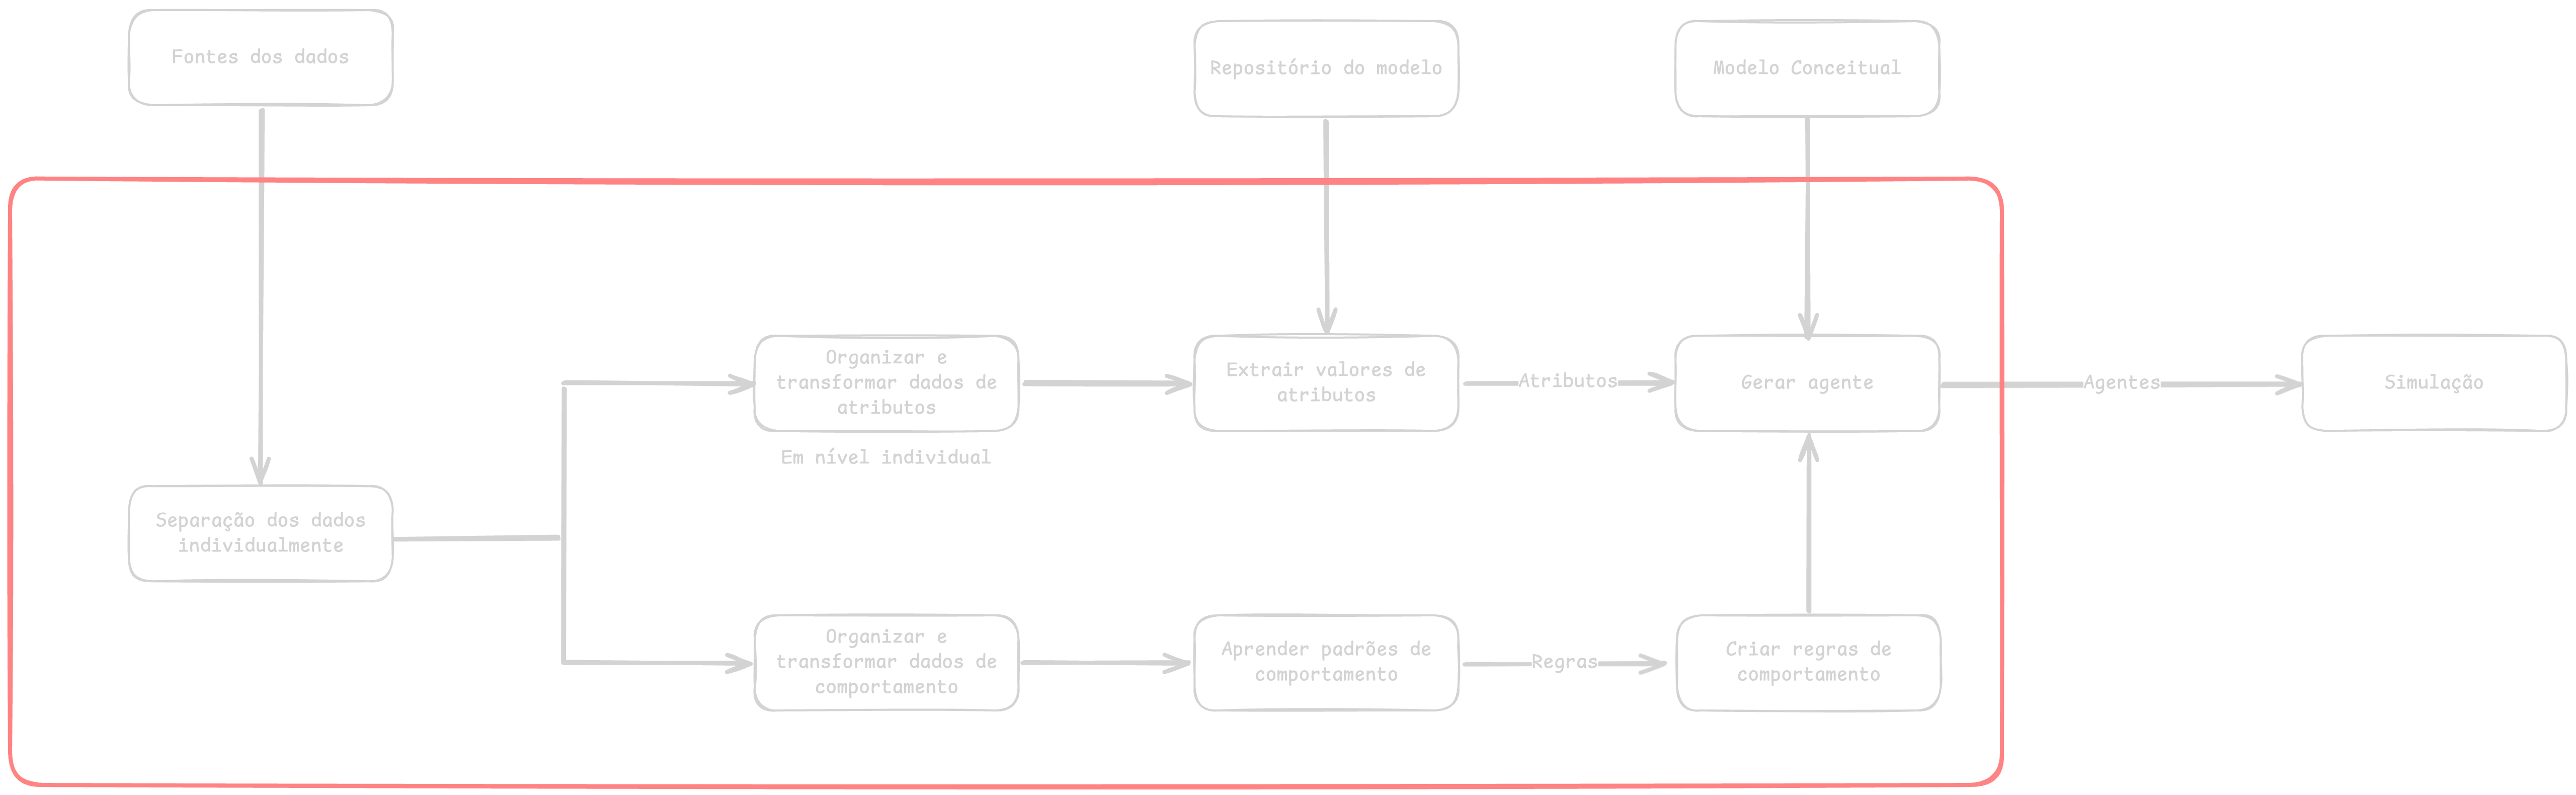 Fontes dos dados
Repositório do modelo
Modelo Conceitual
Organizar e
transformar dados de
atributos
Em nível individual
Extrair valores de
atributos
Atributos
Gerar agente
Agentes
Simulação
Separação dos dados
individualmente
Organizar e
transformar dados de
comportamento
Aprender padrões de
comportamento
Regras
Criar regras de
comportamento